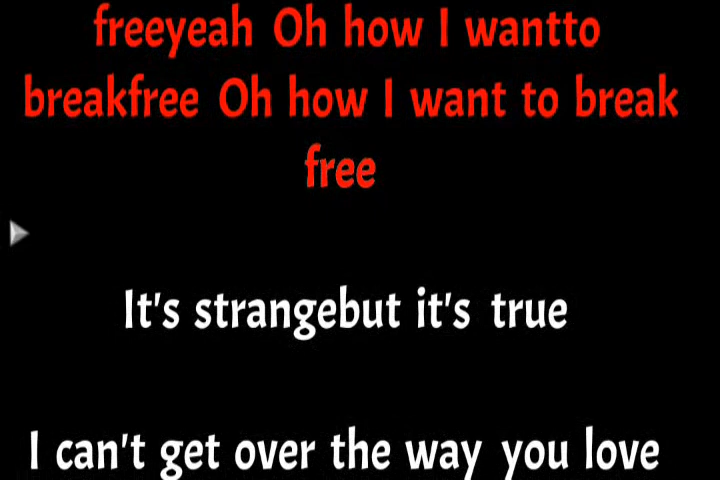 freeyeah Oh how I wantto
breakfree Oh how I want to break
free
It's strangebut it's true
I can't get over the way you love